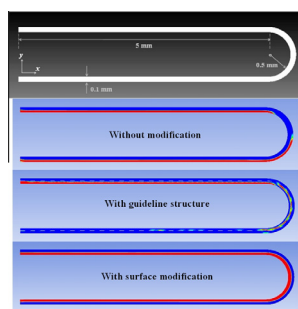 5 mm
0.5 mm
y
x
0.1 mm
Without modification
With guideline structure
With surface modification